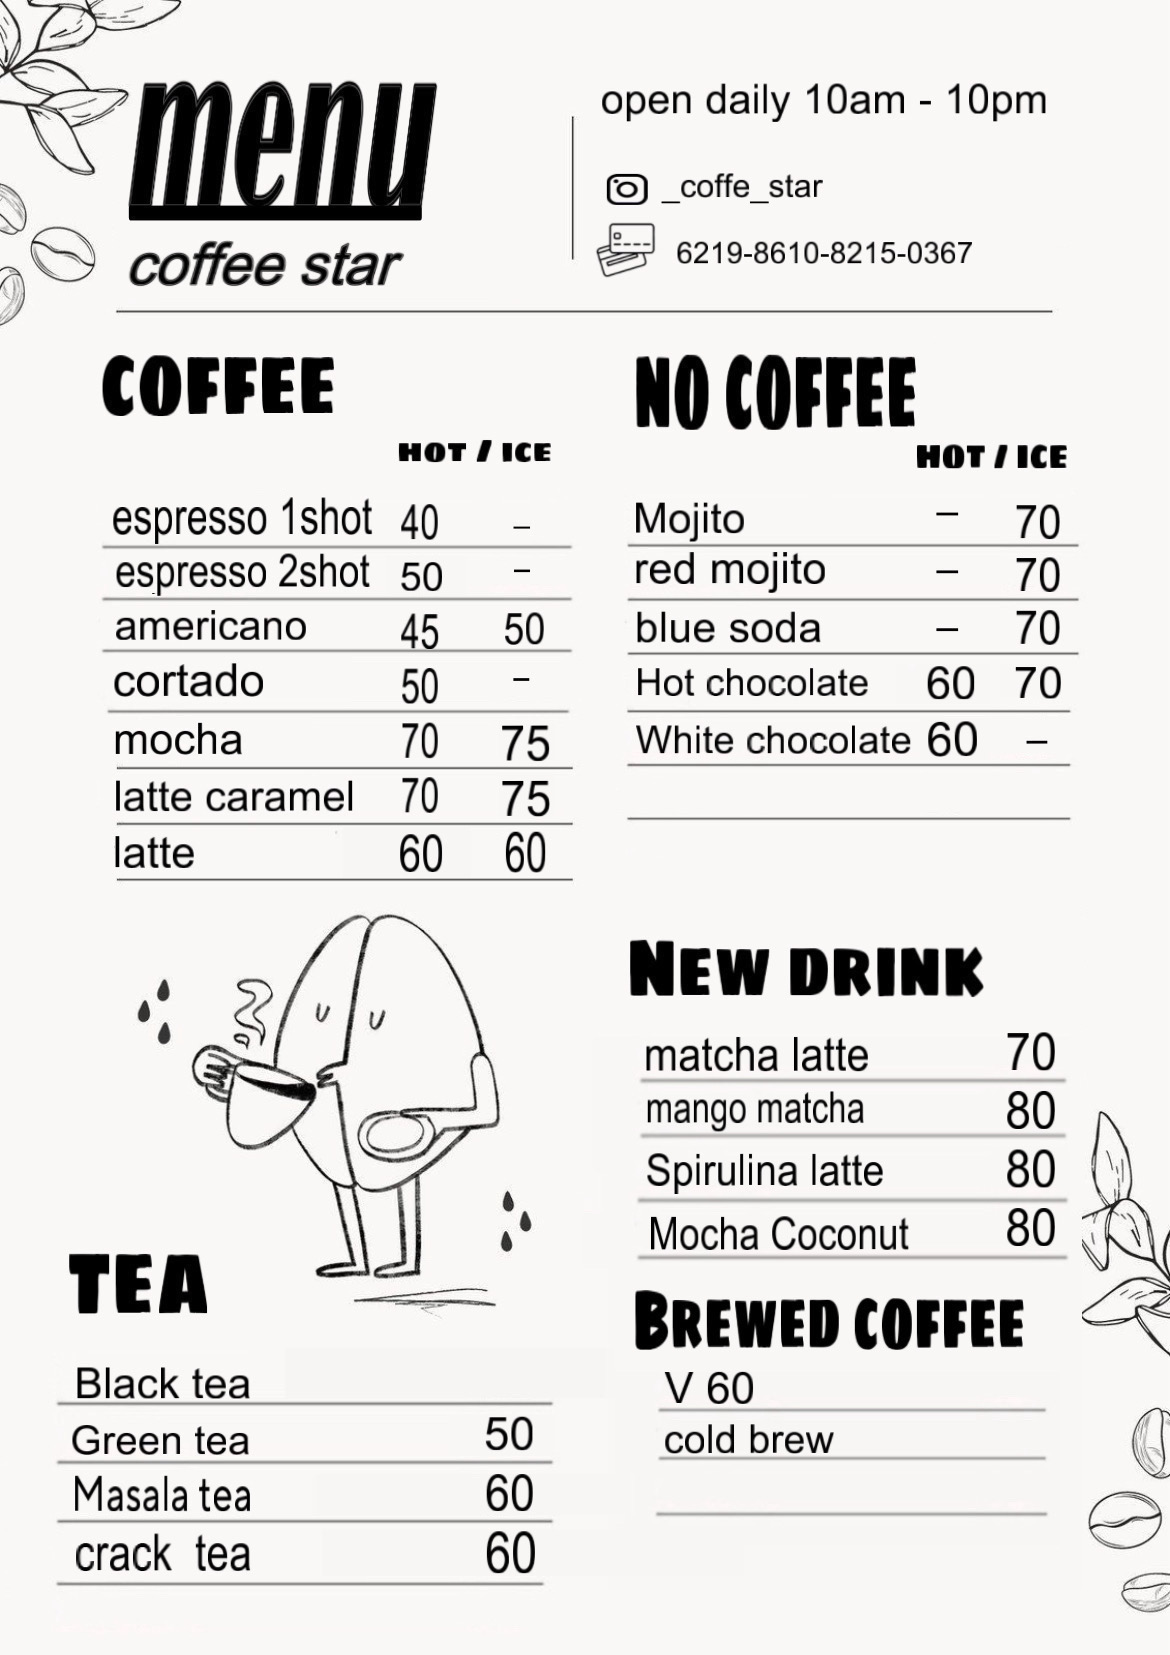 menu
coffee star
open daily 10am - 10pm
_coffe_star
6219-8610-8215-0367
COFFEE
HOT / ICE
espresso 1shot 40 –
espresso 2shot 50 –
americano 45 50
cortado 50 –
mocha 70 75
latte caramel 70 75
latte 60 60
NO COFFEE
HOT / ICE
Mojito – 70
red mojito – 70
blue soda – 70
Hot chocolate 60 70
White chocolate 60 –
NEW DRINK
matcha latte 70
mango matcha 80
Spirulina latte 80
Mocha Coconut 80
TEA
Black tea
Green tea 50
Masala tea 60
crack tea 60
BREWED COFFEE
V 60
cold brew